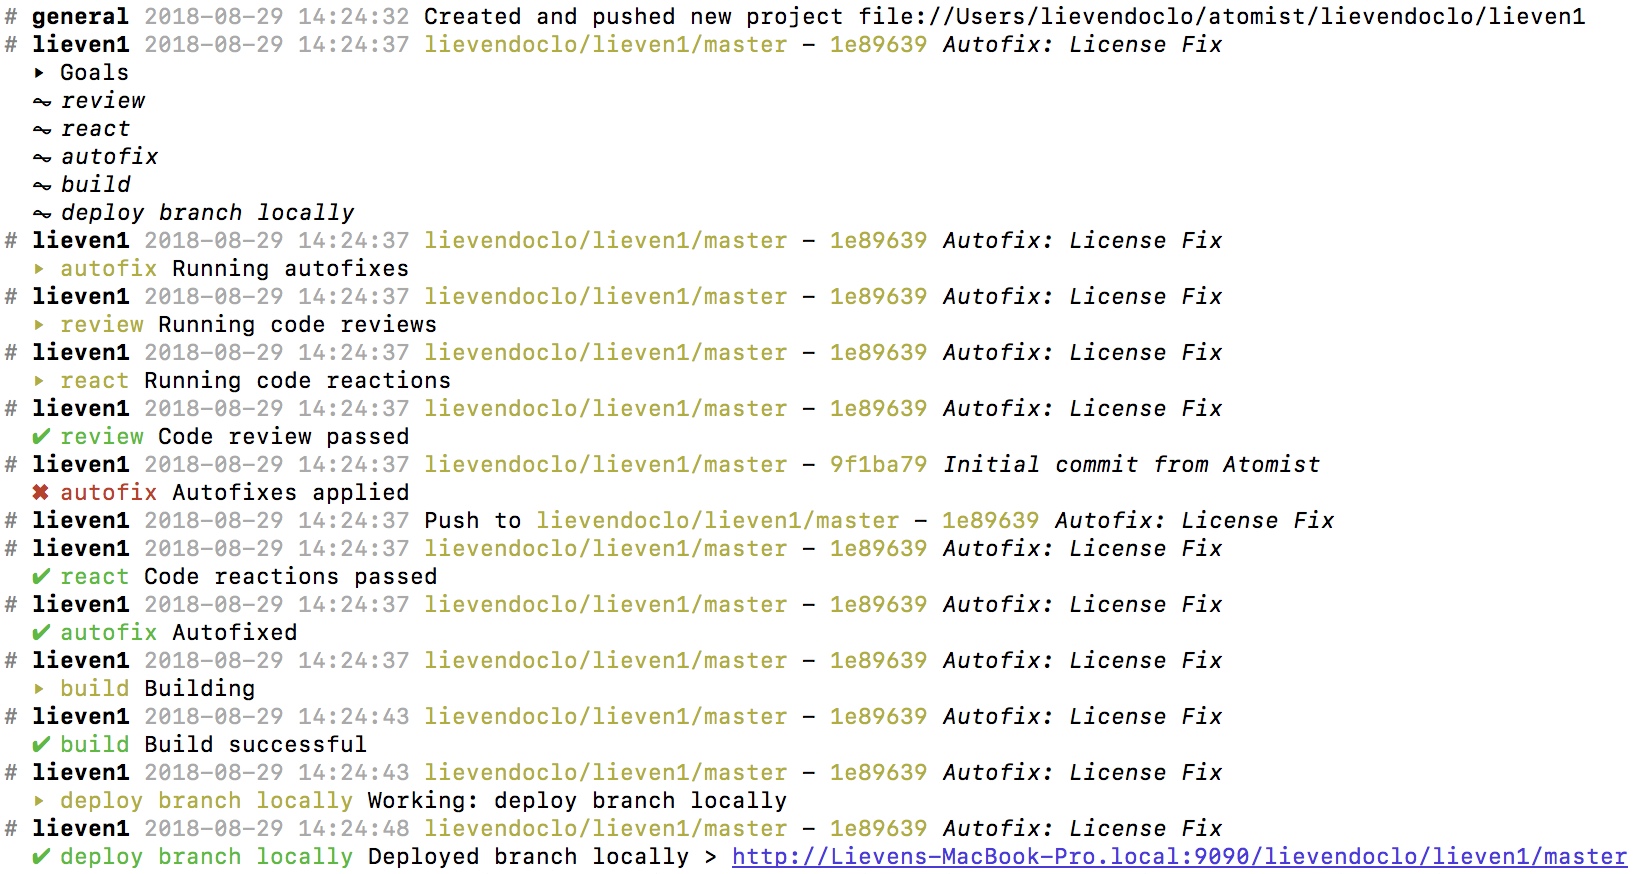 # general 2018-08-29 14:24:32 Created and pushed new project file://Users/lievendoclo/atomist/lievendoclo/lieven1
# lieven1 2018-08-29 14:24:37 lievendoclo/lieven1/master – 1e89639 Autofix: License Fix
▸ Goals
⏦ review
⏦ react
⏦ autofix
⏦ build
⏦ deploy branch locally
# lieven1 2018-08-29 14:24:37 lievendoclo/lieven1/master – 1e89639 Autofix: License Fix
▸ autofix Running autofixes
# lieven1 2018-08-29 14:24:37 lievendoclo/lieven1/master – 1e89639 Autofix: License Fix
▸ review Running code reviews
# lieven1 2018-08-29 14:24:37 lievendoclo/lieven1/master – 1e89639 Autofix: License Fix
▸ react Running code reactions
# lieven1 2018-08-29 14:24:37 lievendoclo/lieven1/master – 1e89639 Autofix: License Fix
✔ review Code review passed
# lieven1 2018-08-29 14:24:37 lievendoclo/lieven1/master – 9f1ba79 Initial commit from Atomist
✖ autofix Autofixes applied
# lieven1 2018-08-29 14:24:37 Push to lievendoclo/lieven1/master – 1e89639 Autofix: License Fix
# lieven1 2018-08-29 14:24:37 lievendoclo/lieven1/master – 1e89639 Autofix: License Fix
✔ react Code reactions passed
# lieven1 2018-08-29 14:24:37 lievendoclo/lieven1/master – 1e89639 Autofix: License Fix
✔ autofix Autofixed
# lieven1 2018-08-29 14:24:37 lievendoclo/lieven1/master – 1e89639 Autofix: License Fix
▸ build Building
# lieven1 2018-08-29 14:24:43 lievendoclo/lieven1/master – 1e89639 Autofix: License Fix
✔ build Build successful
# lieven1 2018-08-29 14:24:43 lievendoclo/lieven1/master – 1e89639 Autofix: License Fix
▸ deploy branch locally Working: deploy branch locally
# lieven1 2018-08-29 14:24:48 lievendoclo/lieven1/master – 1e89639 Autofix: License Fix
✔ deploy branch locally Deployed branch locally > http://Lievens-MacBook-Pro.local:9090/lievendoclo/lieven1/master